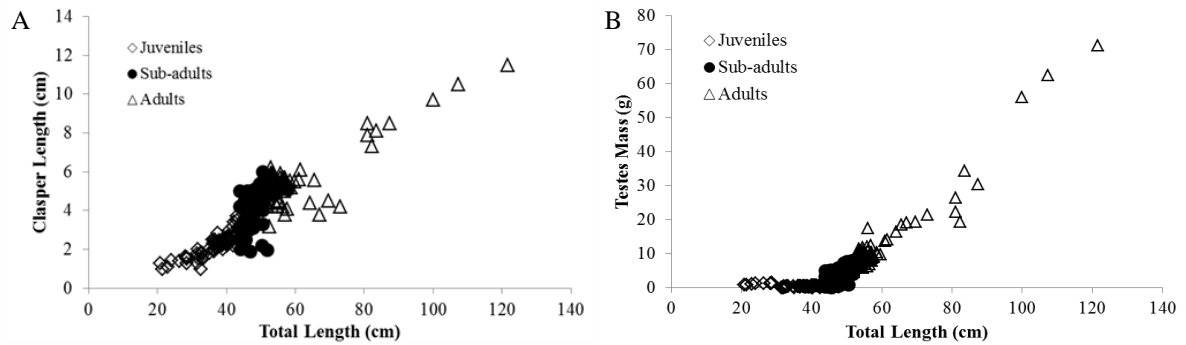 A
Clasper Length (cm)
14
12
10
8
6
4
2
0
Juveniles
Sub-adults
Adults
0 20 40 60 80 100 120 140
Total Length (cm)
B
Testes Mass (g)
80
70
60
50
40
30
20
10
0
Juveniles
Sub-adults
Adults
0 20 40 60 80 100 120 140
Total Length (cm)